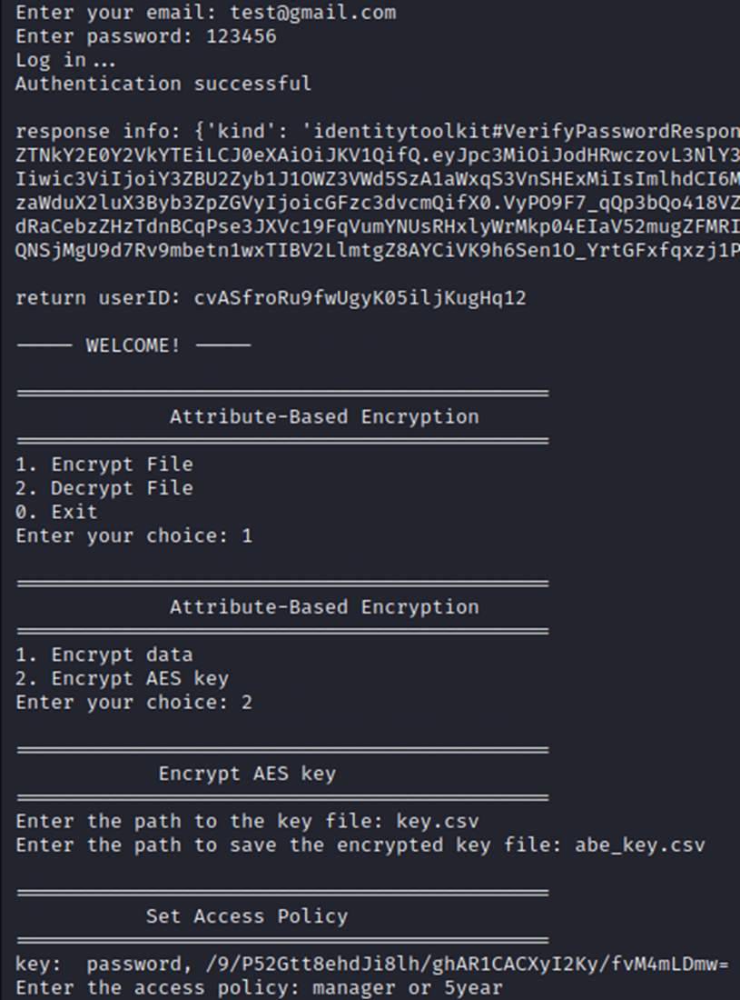 Enter your email: test@gmail.com
Enter password: 123456
Log in...
Authentication successful
response info: {'kind': 'identitytoolkit#VerifyPasswordRespon
ZTNkY2E0Y2VkYTEiLCJ0eXAiOiJKV1QifQ.eyJpc3MiOiJodHRwczovL3NlY3
Iiwic3ViIjoiY3ZBU2Zyb1J1OWZ3VWd5SzA1aWxqS3VnSHExMiIsImlhdCI6M
zaWduX2luX3Byb3ZpZGVyIjoicGFzc3dvcmQifX0.VyPO9F7_qQp3bQo418VZ
dRaCebzZHzTdnBCqPse3JXVc19FqVumYNUsRHxlyWrMkp04EIaV52mugZFMRI
QNSjMgU9d7Rv9mbetn1wxTIBV2LlmtgZ8AYCiVK9h6Sen1O_YrtGFxfqxzj1P
return userID: cvASfroRu9fwUgyK05iljKugHq12
—— WELCOME! ——
Attribute-Based Encryption
1. Encrypt File
2. Decrypt File
0. Exit
Enter your choice: 1
Attribute-Based Encryption
1. Encrypt data
2. Encrypt AES key
Enter your choice: 2
Encrypt AES key
Enter the path to the key file: key.csv
Enter the path to save the encrypted key file: abe_key.csv
Set Access Policy
key:  password, /9/P52Gtt8ehdJi8lh/ghAR1CACXyI2Ky/fvM4mLDmw=
Enter the access policy: manager or 5year